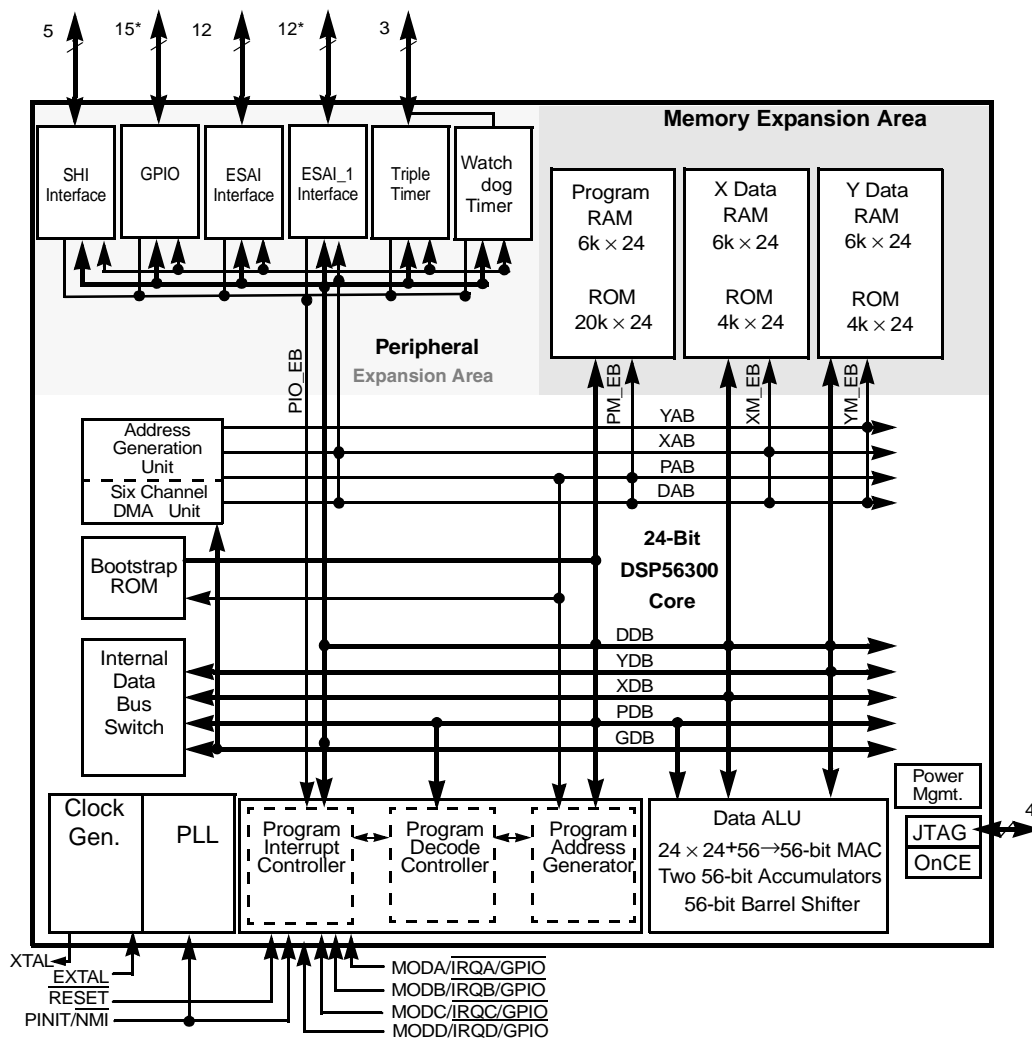 5
15*
12
12*
3
Memory Expansion Area
SHI
Interface
GPIO
ESAI
Interface
ESAI_1
Interface
Triple
Timer
Watch
dog
Timer
Program
RAM
6k × 24
ROM
20k × 24
X Data
RAM
6k × 24
ROM
4k × 24
Y Data
RAM
6k × 24
ROM
4k × 24
Peripheral
Expansion Area
PIO_EB
PM_EB
XM_EB
YM_EB
Address
Generation
Unit
Six Channel
DMA Unit
YAB
XAB
PAB
DAB
24-Bit
DSP56300
Core
Bootstrap
ROM
Internal
Data
Bus
Switch
DDB
YDB
XDB
PDB
GDB
Power
Mgmt.
4
JTAG
OnCE
Clock
Gen.
PLL
Program
Interrupt
Controller
Program
Decode
Controller
Program
Address
Generator
Data ALU
24 × 24+56→56-bit MAC
Two 56-bit Accumulators
56-bit Barrel Shifter
XTAL
EXTAL
RESET
PINIT/NMI
MODA/IRQA/GPIO
MODB/IRQB/GPIO
MODC/IRQC/GPIO
MODD/IRQD/GPIO